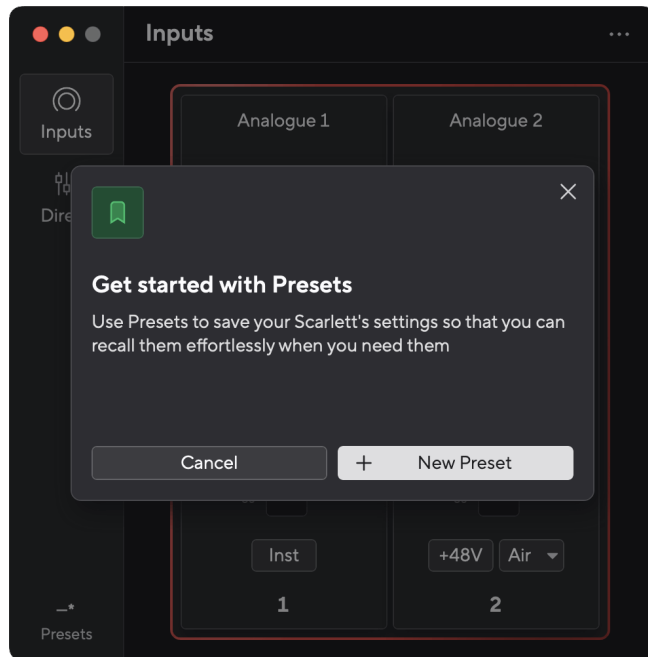 Inputs
...
Inputs
Analogue 1
Analogue 2
Get started with Presets
Use Presets to save your Scarlett's settings so that you can
recall them effortlessly when you need them
Cancel
+ New Preset
Inst
+48V
Air
1
2
–*
Presets